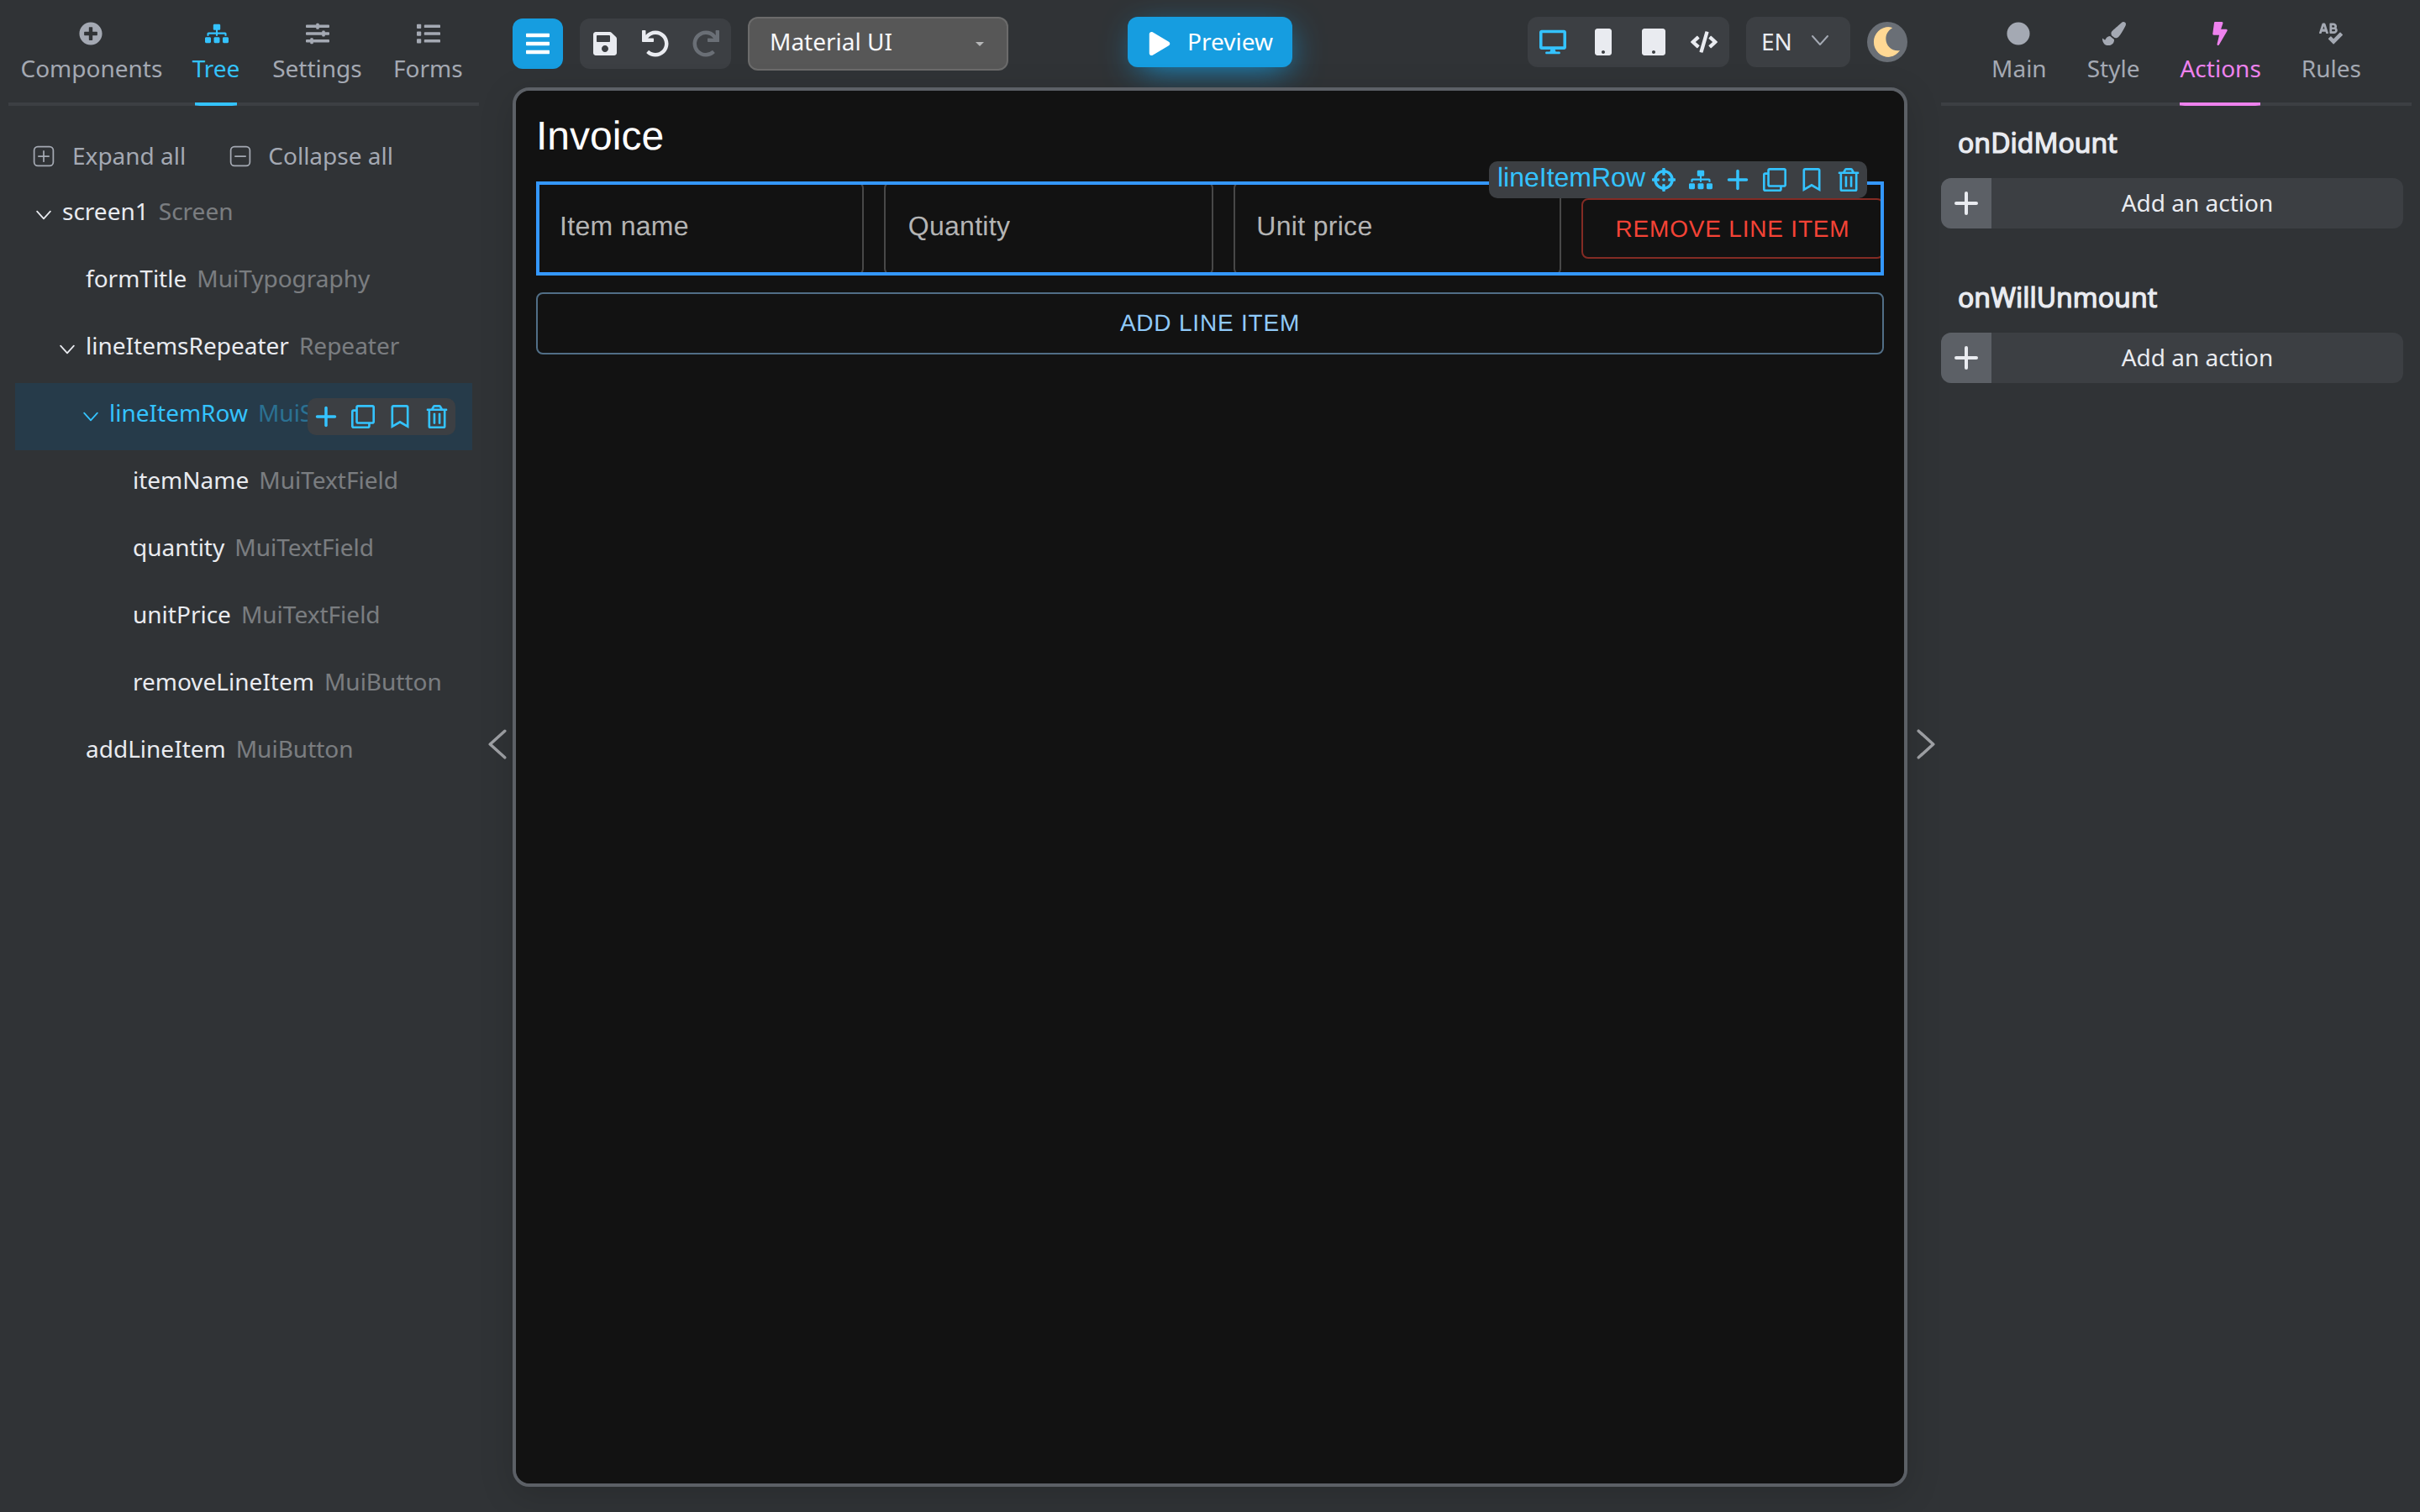 Components Tree Settings Forms
Material UI
Preview
EN
Main Style Actions Rules
Expand all Collapse all
screen1 Screen
formTitle MuiTypography
lineItemsRepeater Repeater
lineItemRow MuiS
itemName MuiTextField
quantity MuiTextField
unitPrice MuiTextField
removeLineItem MuiButton
addLineItem MuiButton
Invoice
lineItemRow
Item name Quantity Unit price REMOVE LINE ITEM
ADD LINE ITEM
onDidMount
Add an action
onWillUnmount
Add an action